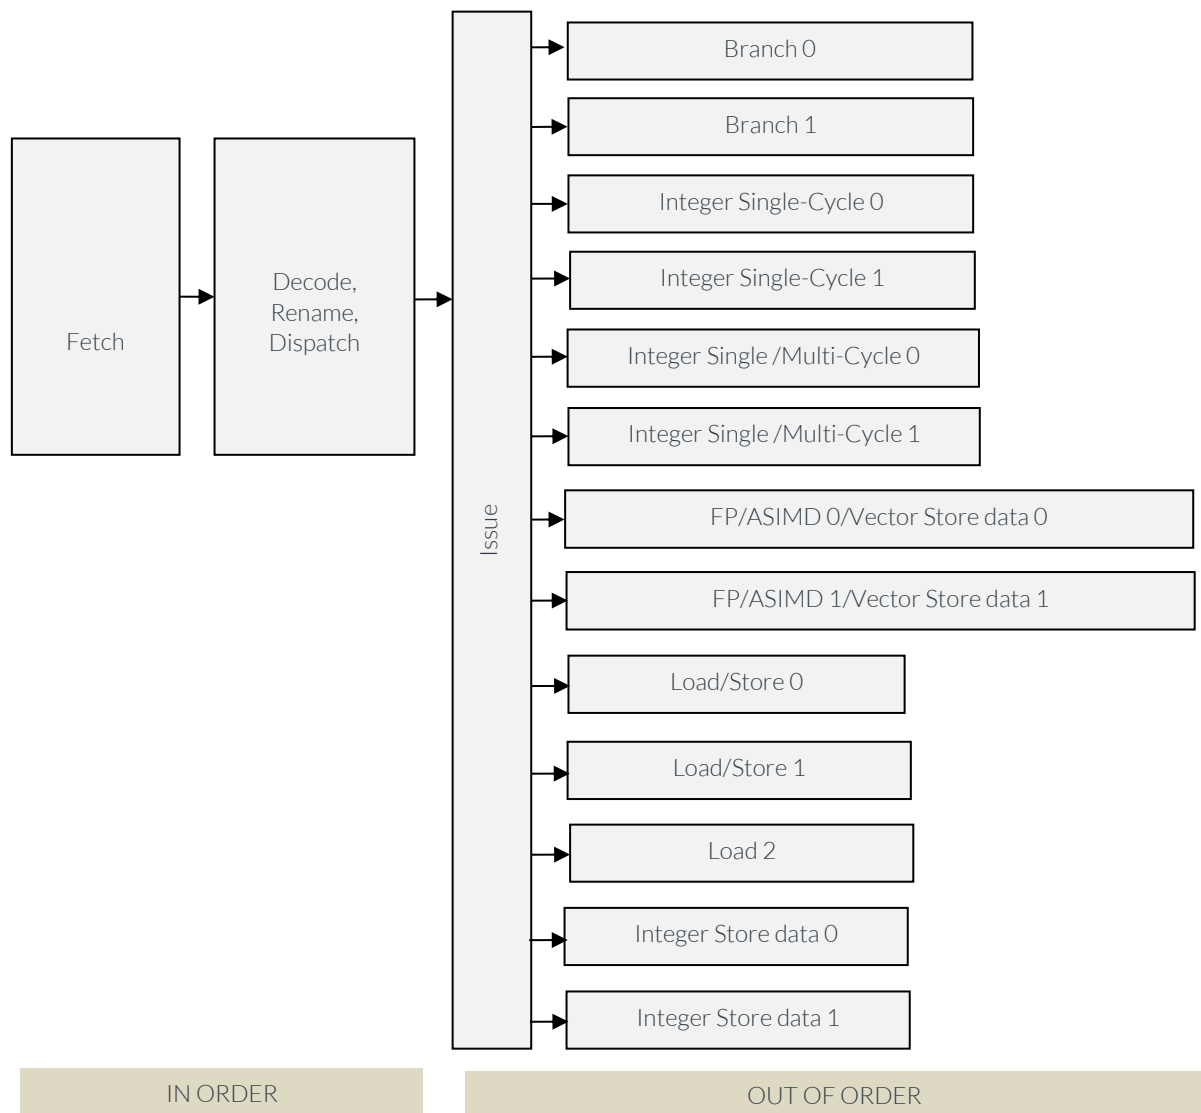 Fetch
Decode,
Rename,
Dispatch
Issue
Branch 0
Branch 1
Integer Single-Cycle 0
Integer Single-Cycle 1
Integer Single /Multi-Cycle 0
Integer Single /Multi-Cycle 1
FP/ASIMD 0/Vector Store data 0
FP/ASIMD 1/Vector Store data 1
Load/Store 0
Load/Store 1
Load 2
Integer Store data 0
Integer Store data 1
IN ORDER
OUT OF ORDER